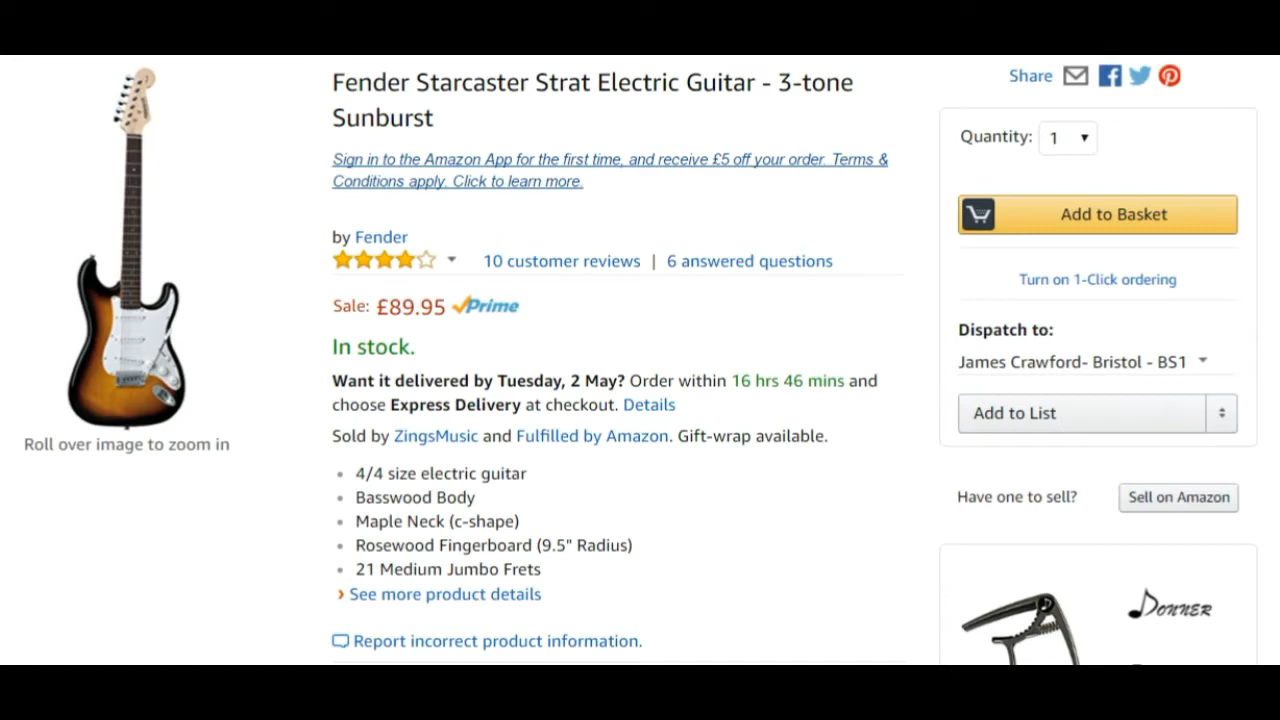 Fender Starcaster Strat Electric Guitar - 3-tone
Sunburst
Sign in to the Amazon App for the first time, and receive £5 off your order. Terms &
Conditions apply. Click to learn more.
by Fender
10 customer reviews | 6 answered questions
Sale: £89.95 Prime
In stock.
Want it delivered by Tuesday, 2 May? Order within 16 hrs 46 mins and
choose Express Delivery at checkout. Details
Sold by ZingsMusic and Fulfilled by Amazon. Gift-wrap available.
4/4 size electric guitar
Basswood Body
Maple Neck (c-shape)
Rosewood Fingerboard (9.5" Radius)
21 Medium Jumbo Frets
See more product details
Report incorrect product information.
Roll over image to zoom in
Share
Quantity: 1
Add to Basket
Turn on 1-Click ordering
Dispatch to:
James Crawford- Bristol - BS1
Add to List
Have one to sell? Sell on Amazon
Donner